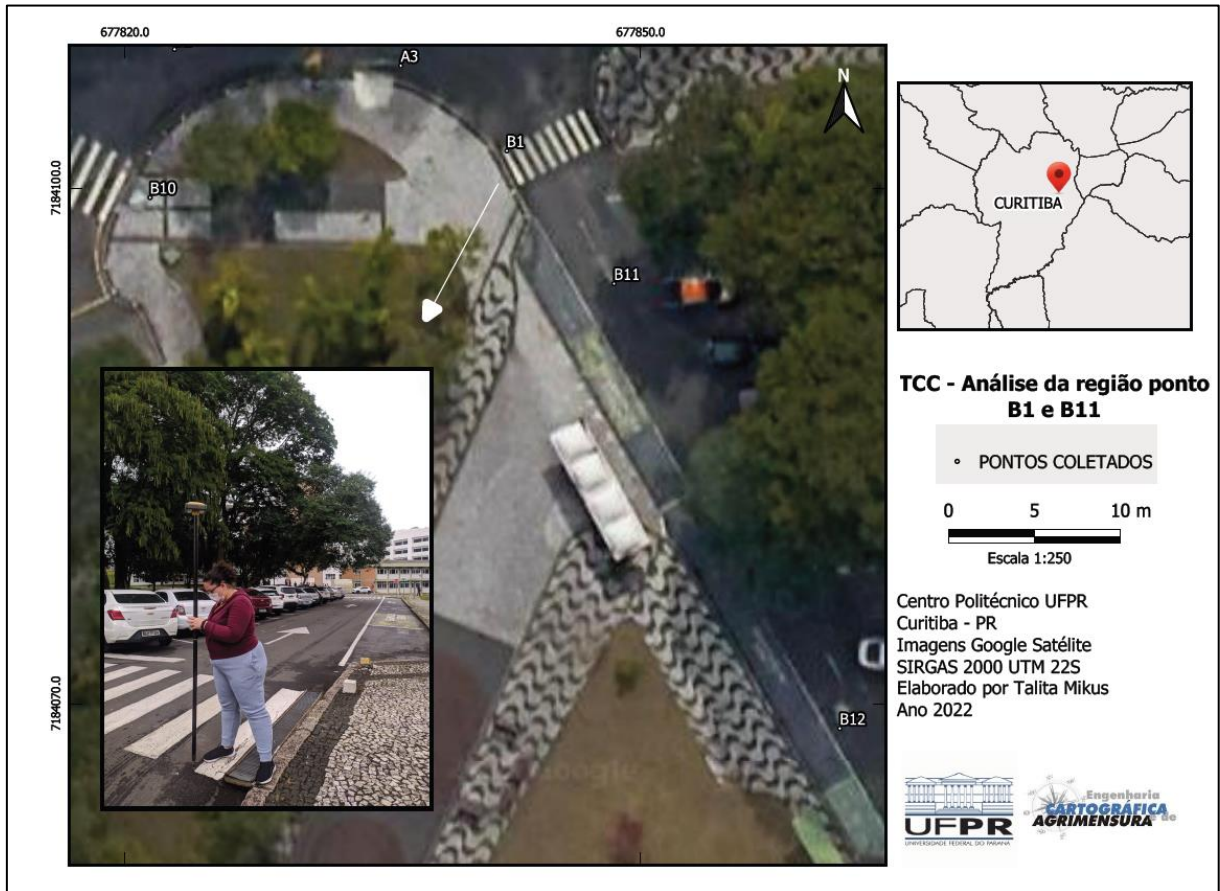 677820.0
677850.0
7184100.0
7184070.0
A3
B1
B10
B11
B12
N
Google
CURITIBA
TCC - Análise da região ponto
B1 e B11
PONTOS COLETADOS
0 5 10 m
Escala 1:250
Centro Politécnico UFPR
Curitiba - PR
Imagens Google Satélite
SIRGAS 2000 UTM 22S
Elaborado por Talita Mikus
Ano 2022
UFPR
UNIVERSIDADE FEDERAL DO PARANÁ
Engenharia
CARTOGRÁFICA
e de
AGRIMENSURA